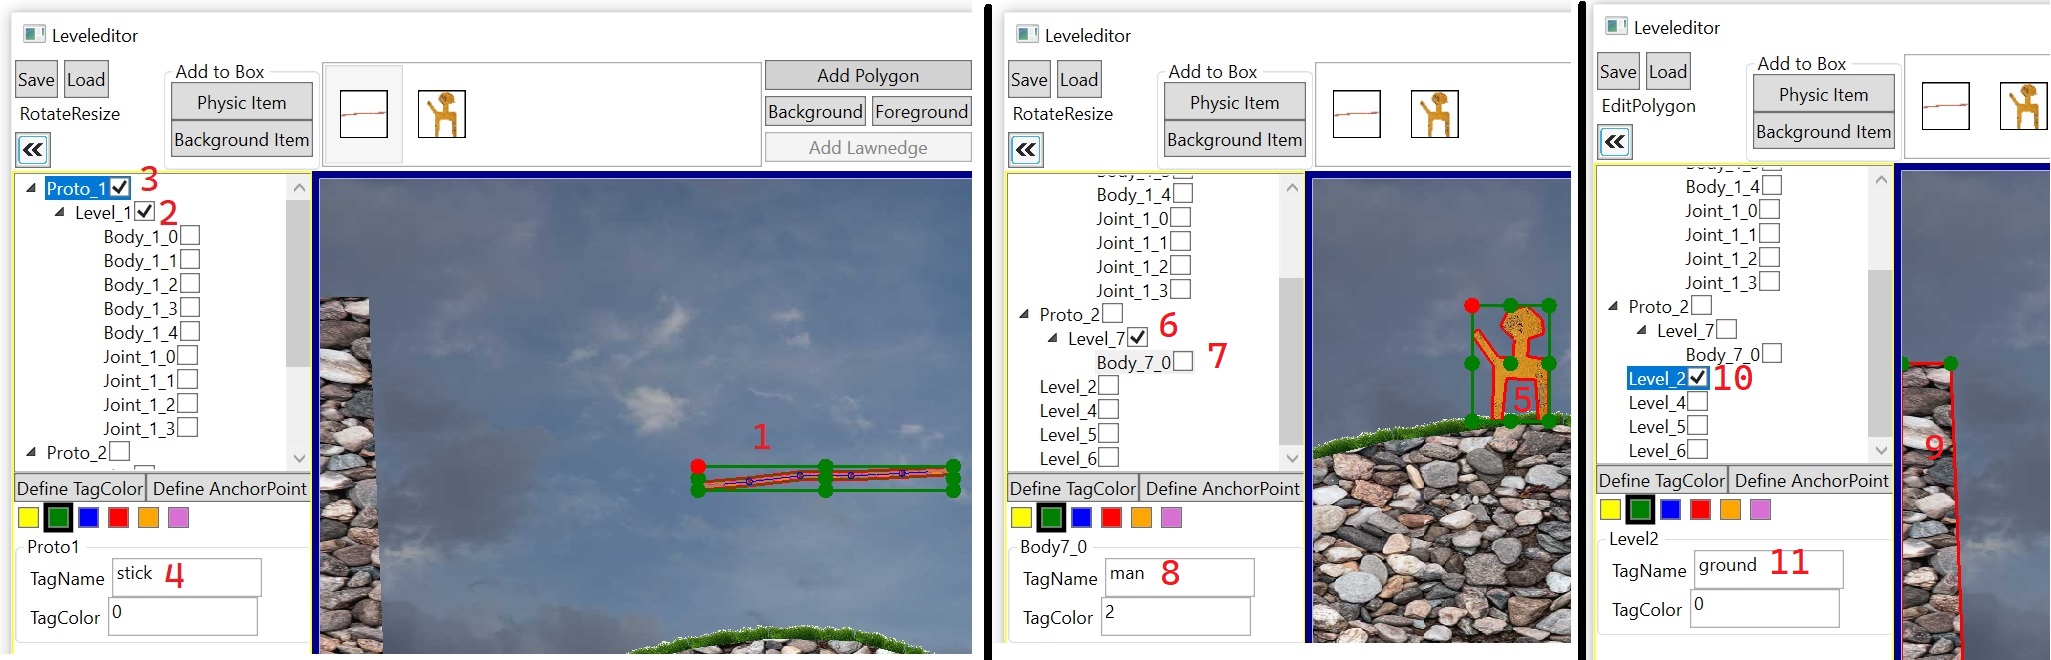 Leveleditor
Save Load
RotateResize
«
Add to Box
Physic Item
Background Item
Add Polygon
Background Foreground
Add Lawnedge
Proto_1 3
Level_1 2
Body_1_0
Body_1_1
Body_1_2
Body_1_3
Body_1_4
Joint_1_0
Joint_1_1
Joint_1_2
Joint_1_3
Proto_2
1
Define TagColor Define AnchorPoint
Proto1
TagName stick 4
TagColor 0
Leveleditor
Save Load
RotateResize
«
Add to Box
Physic Item
Background Item
Body_1_4
Joint_1_0
Joint_1_1
Joint_1_2
Joint_1_3
Proto_2
Level_7 6
Body_7_0 7
Level_2
Level_4
Level_5
Level_6
5
Define TagColor Define AnchorPoint
Body7_0
TagName man 8
TagColor 2
Leveleditor
Save Load
EditPolygon
«
Add to Box
Physic Item
Background Item
Body_1_4
Joint_1_0
Joint_1_1
Joint_1_2
Joint_1_3
Proto_2
Level_7
Body_7_0
Level_2 10
Level_4
Level_5
Level_6
9
Define TagColor Define AnchorPoint
Level2
TagName ground 11
TagColor 0